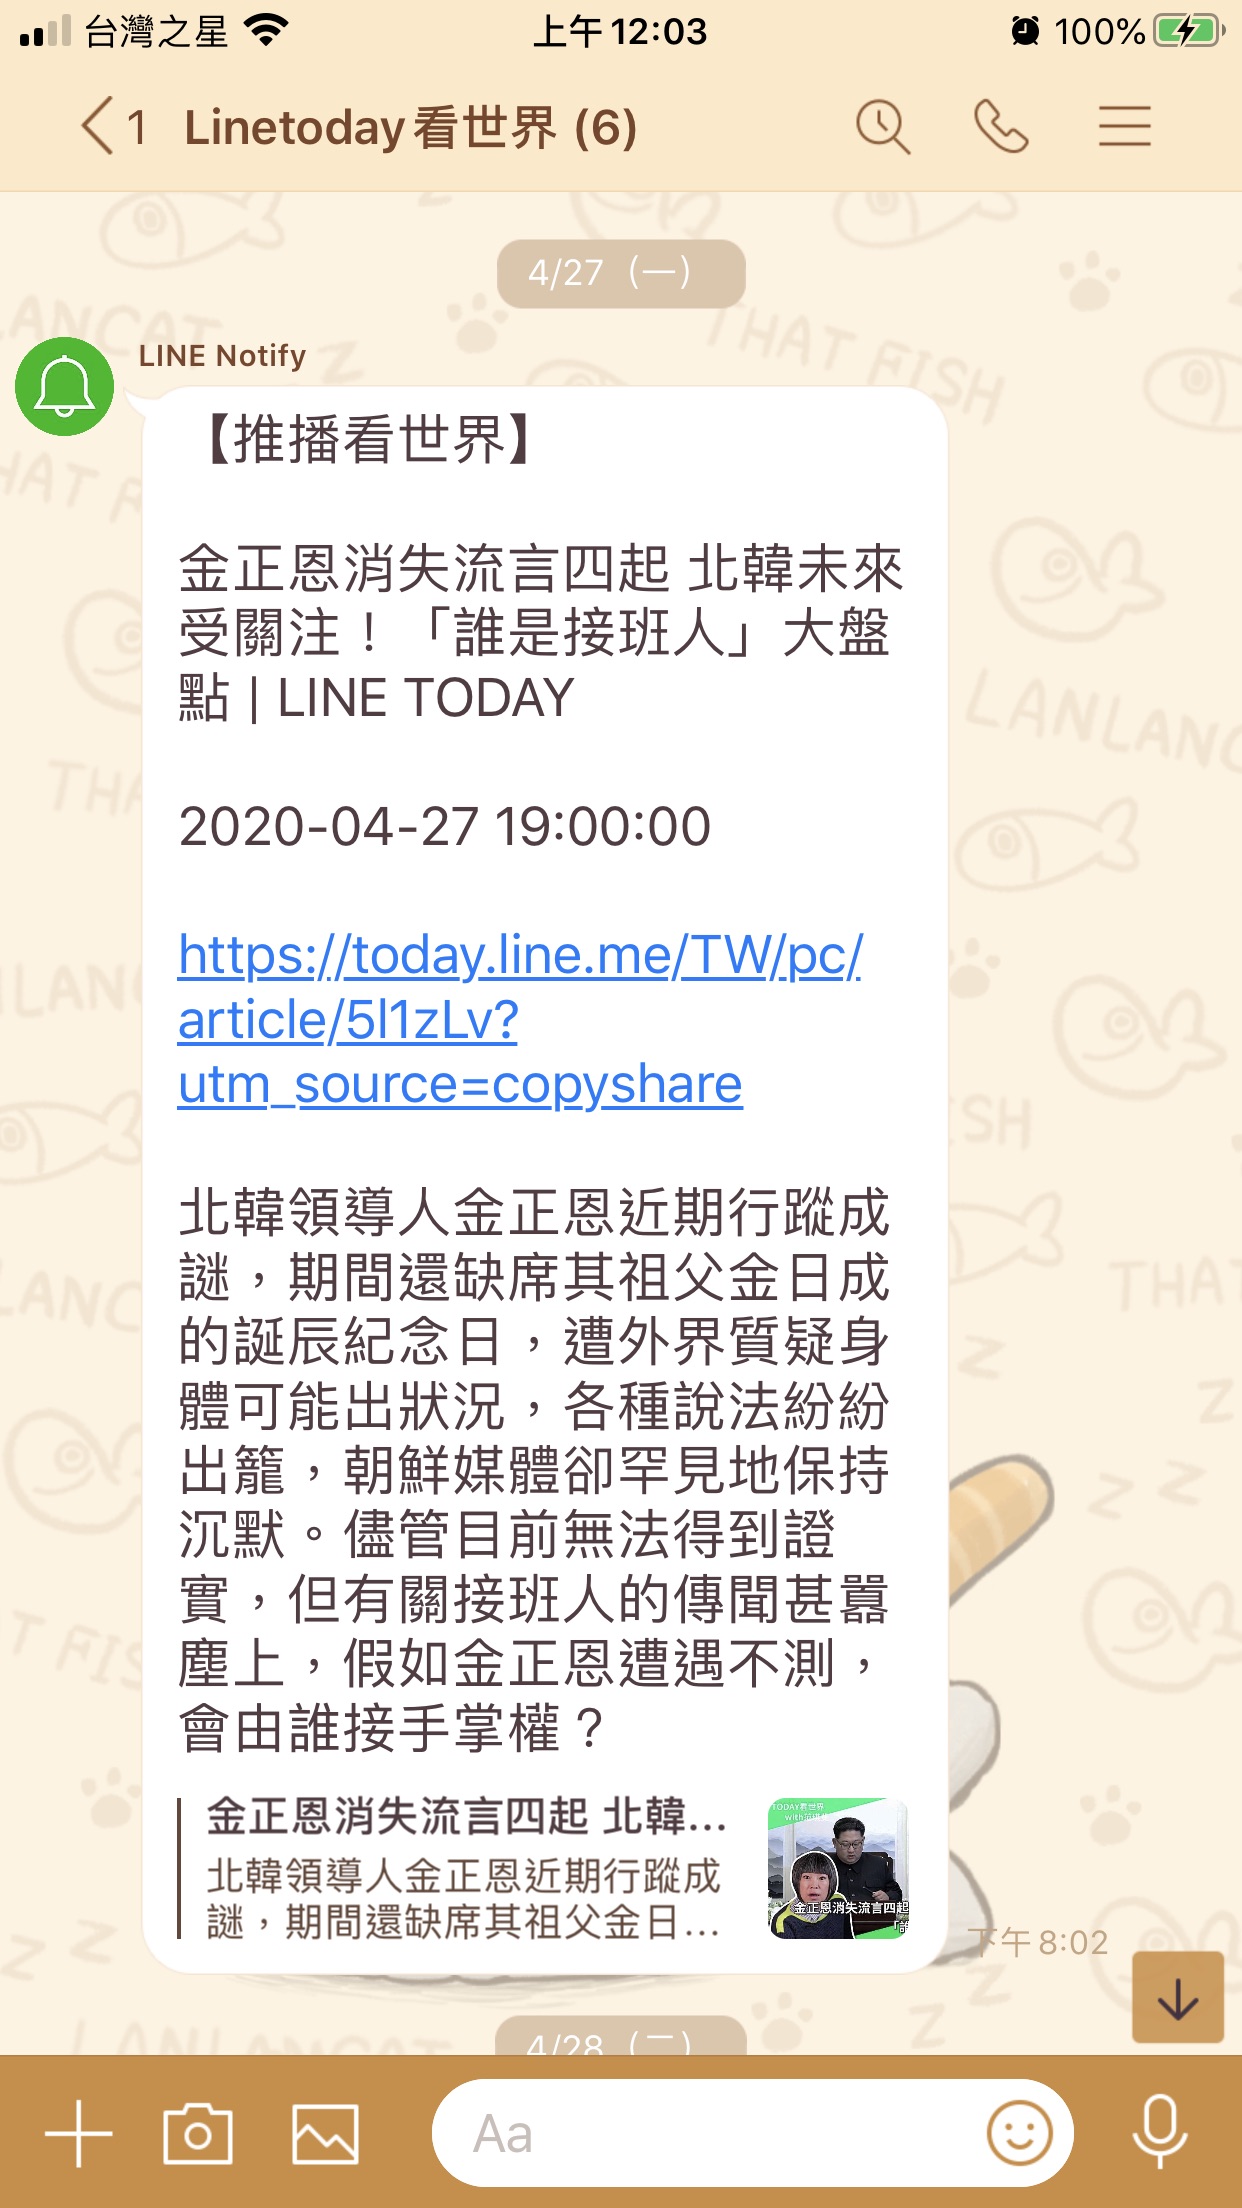 台灣之星
上午 12:03
100%
1
Linetoday看世界 (6)
4/27（一）
LINE Notify
【推播看世界】
金正恩消失流言四起 北韓未來
受關注！「誰是接班人」大盤
點 | LINE TODAY
2020-04-27 19:00:00
https://today.line.me/TW/pc/
article/5l1zLv?
utm_source=copyshare
北韓領導人金正恩近期行蹤成
謎，期間還缺席其祖父金日成
的誕辰紀念日，遭外界質疑身
體可能出狀況，各種說法紛紛
出籠，朝鮮媒體卻罕見地保持
沉默。儘管目前無法得到證
實，但有關接班人的傳聞甚囂
塵上，假如金正恩遭遇不測，
會由誰接手掌權？
金正恩消失流言四起 北韓...
北韓領導人金正恩近期行蹤成
謎，期間還缺席其祖父金日...
TODAY看世界
with
金正恩消失流言四起
下午 8:02
4/28（二）
Aa
LANLANCAT
THAT FISH